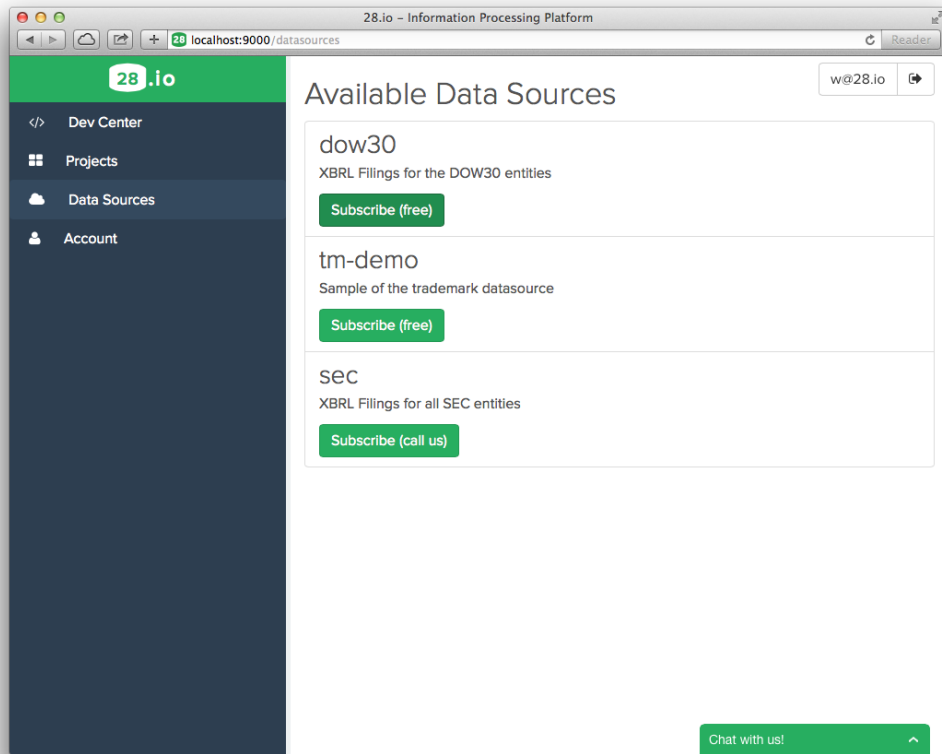 28.io – Information Processing Platform
28 localhost:9000/datasources
Reader
28.io
w@28.io
Dev Center
Projects
Data Sources
Account
Available Data Sources
dow30
XBRL Filings for the DOW30 entities
Subscribe (free)
tm-demo
Sample of the trademark datasource
Subscribe (free)
sec
XBRL Filings for all SEC entities
Subscribe (call us)
Chat with us!